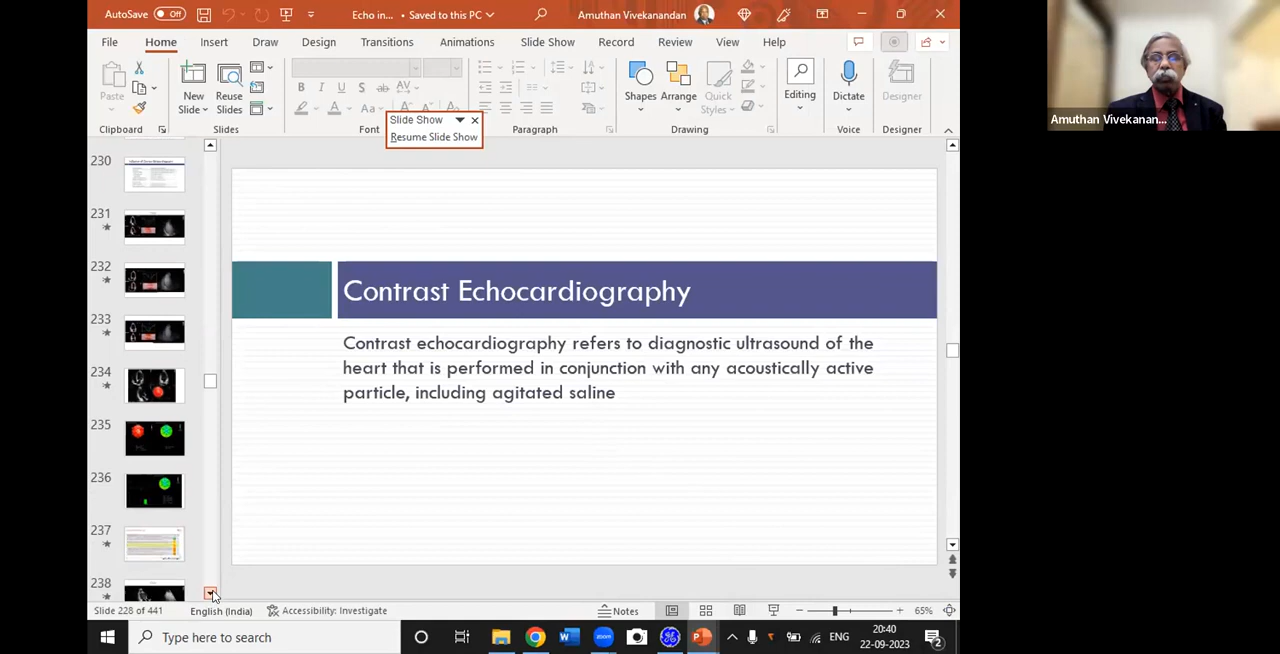 AutoSave Off
Echo in... • Saved to this PC
Amuthan Vivekanandan
File Home Insert Draw Design Transitions Animations Slide Show Record Review View Help
Paste
New Slide
Reuse Slides
B I U S ab AV
A Aa A A
Shapes
Arrange
Quick Styles
Editing
Dictate
Designer
Clipboard
Slides
Font
Paragraph
Drawing
Voice
Designer
Slide Show
Resume Slide Show
Amuthan Vivekanan...
230
231
232
233
234
235
236
237
238
Contrast Echocardiography
Contrast echocardiography refers to diagnostic ultrasound of the
heart that is performed in conjunction with any acoustically active
particle, including agitated saline
Slide 228 of 441
English (India)
Accessibility: Investigate
Notes
65%
Type here to search
zoom
ENG
20:40
22-09-2023
2